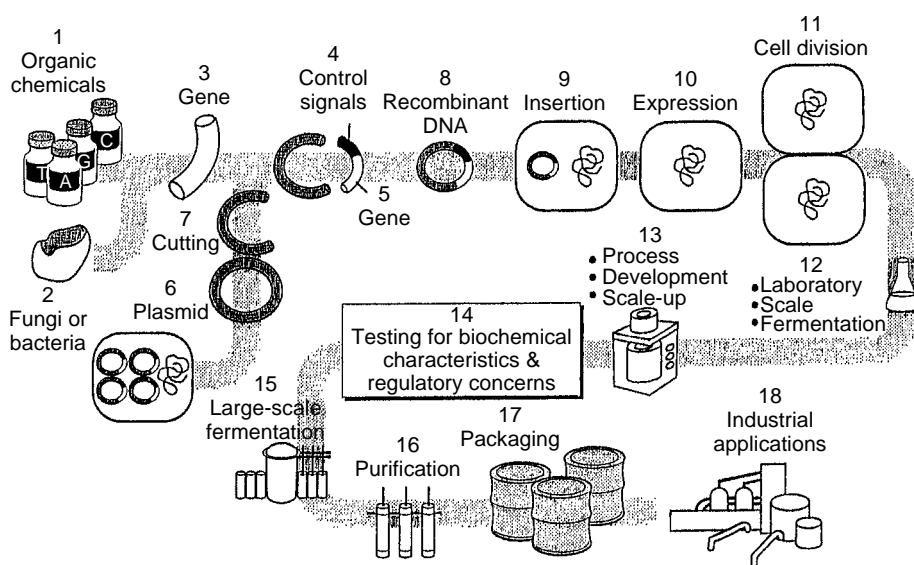 1
Organic
chemicals
T
A
G
C
2
Fungi or
bacteria
3
Gene
4
Control
signals
5
Gene
6
Plasmid
7
Cutting
8
Recombinant
DNA
9
Insertion
10
Expression
11
Cell division
12
• Laboratory
• Scale
• Fermentation
13
• Process
• Development
• Scale-up
14
Testing for biochemical
characteristics &
regulatory concerns
15
Large-scale
fermentation
16
Purification
17
Packaging
18
Industrial
applications